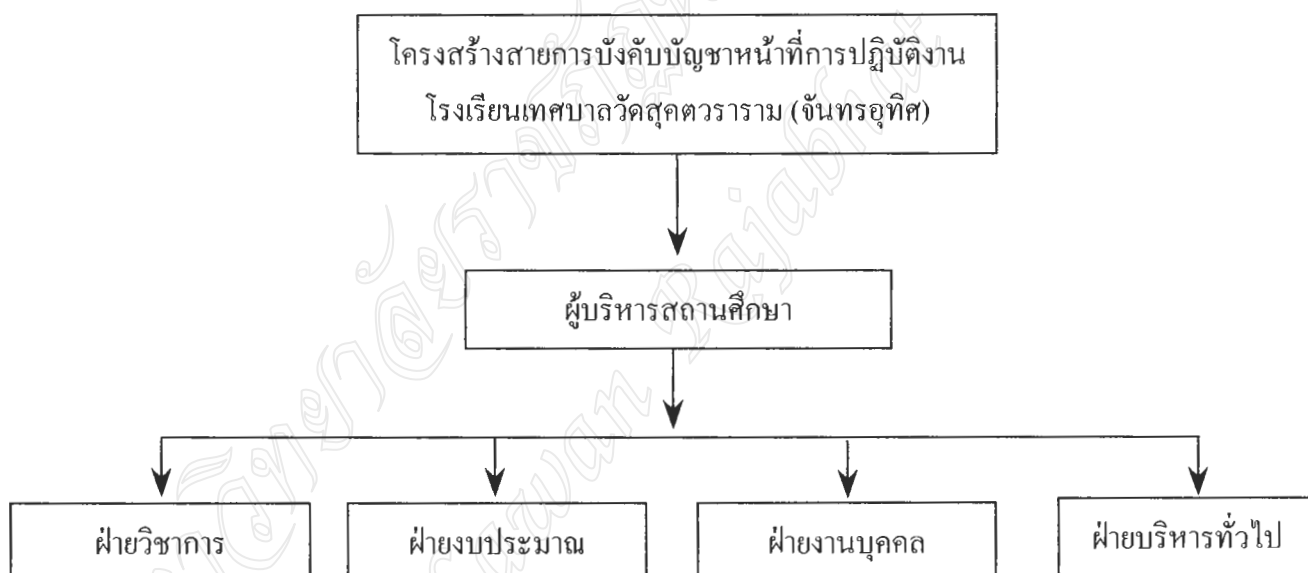 โครงสร้างสายการบังคับบัญชาหน้าที่การปฏิบัติงาน
โรงเรียนเทศบาลวัดสุคตวราราม (จันทรอุทิศ)
ผู้บริหารสถานศึกษา
ฝ่ายวิชาการ
ฝ่ายงบประมาณ
ฝ่ายงานบุคคล
ฝ่ายบริหารทั่วไป